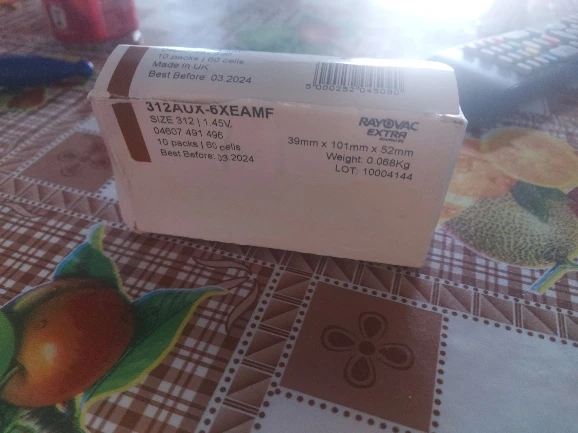 10 packs | 60 cells
Made in UK
Best Before: 03.2024
312AUX-6XEAMF
SIZE 312 | 1.45V.
04607 491 496
10 packs | 60 cells
Best Before: 03.2024
RAYOVAC
EXTRA
39mm x 101mm x 52mm
Weight: 0.068Kg
LOT: 10004144